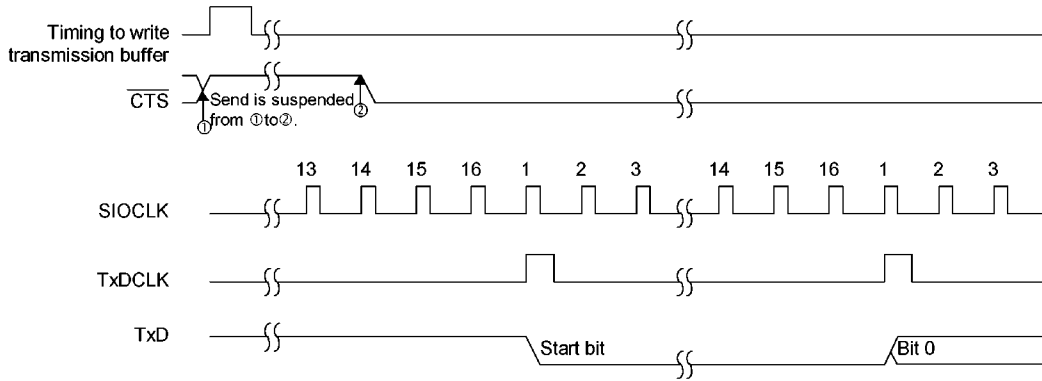 Timing to write
transmission buffer
CTS
Send is suspended
① from ①to②. ②
13 14 15 16 1 2 3 14 15 16 1 2 3
SIOCLK
TxDCLK
TxD
Start bit
Bit 0